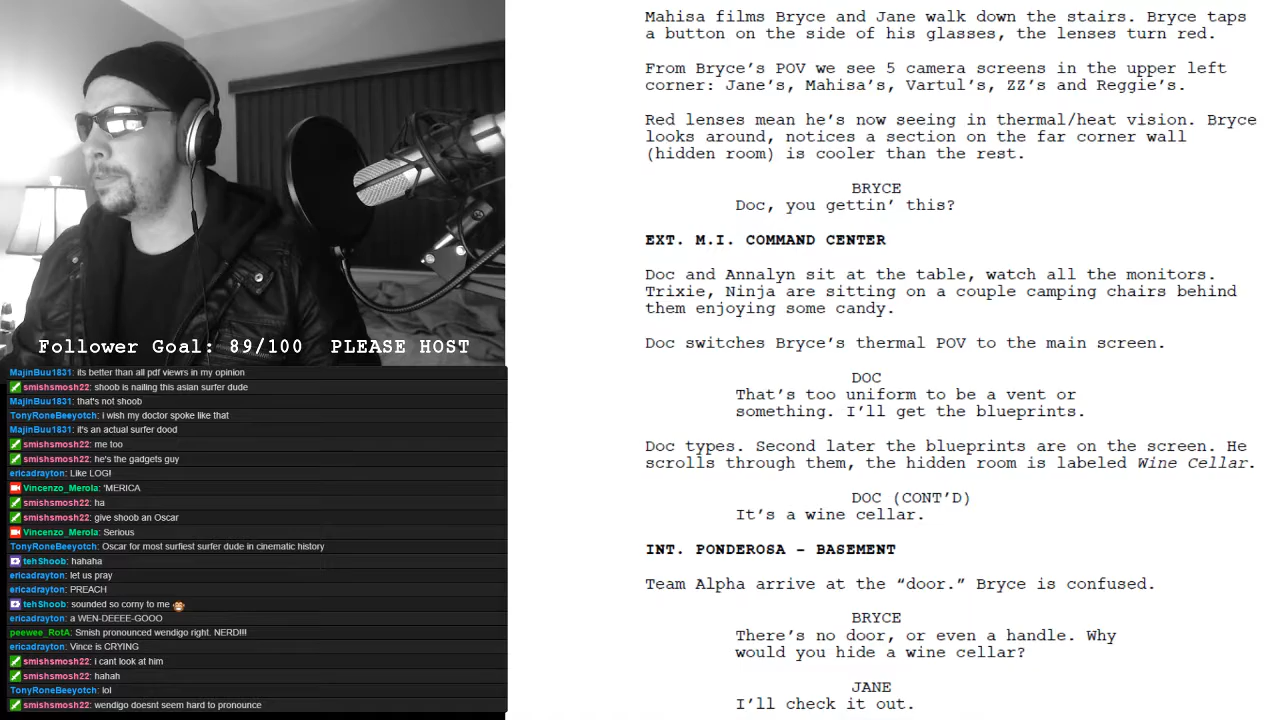 Follower Goal: 89/100 PLEASE HOST
MajinBuu1831: its better than all pdf viewrs in my opinion
smishsmosh22: shoob is nailing this asian surfer dude
MajinBuu1831: that's not shoob
TonyRoneBeeyotch: i wish my doctor spoke like that
MajinBuu1831: it's an actual surfer dood
smishsmosh22: me too
smishsmosh22: he's the gadgets guy
ericadrayton: Like LOG!
Vincenzo_Merola: 'MERICA
smishsmosh22: ha
smishsmosh22: give shoob an Oscar
Vincenzo_Merola: Serious
TonyRoneBeeyotch: Oscar for most surfiest surfer dude in cinematic history
tehShoob: hahaha
ericadrayton: let us pray
ericadrayton: PREACH
tehShoob: sounded so corny to me
ericadrayton: a WEN-DEEEE-GOOO
peewee_RotA: Smish pronounced wendigo right. NERD!!!
ericadrayton: Vince is CRYING
smishsmosh22: i cant look at him
smishsmosh22: hahah
TonyRoneBeeyotch: lol
smishsmosh22: wendigo doesnt seem hard to pronounce
Mahisa films Bryce and Jane walk down the stairs. Bryce taps
a button on the side of his glasses, the lenses turn red.
From Bryce's POV we see 5 camera screens in the upper left
corner: Jane's, Mahisa's, Vartul's, ZZ's and Reggie's.
Red lenses mean he's now seeing in thermal/heat vision. Bryce
looks around, notices a section on the far corner wall
(hidden room) is cooler than the rest.
BRYCE
Doc, you gettin' this?
EXT. M.I. COMMAND CENTER
Doc and Annalyn sit at the table, watch all the monitors.
Trixie, Ninja are sitting on a couple camping chairs behind
them enjoying some candy.
Doc switches Bryce's thermal POV to the main screen.
DOC
That's too uniform to be a vent or
something. I'll get the blueprints.
Doc types. Second later the blueprints are on the screen. He
scrolls through them, the hidden room is labeled Wine Cellar.
DOC (CONT'D)
It's a wine cellar.
INT. PONDEROSA - BASEMENT
Team Alpha arrive at the “door.” Bryce is confused.
BRYCE
There's no door, or even a handle. Why
would you hide a wine cellar?
JANE
I'll check it out.